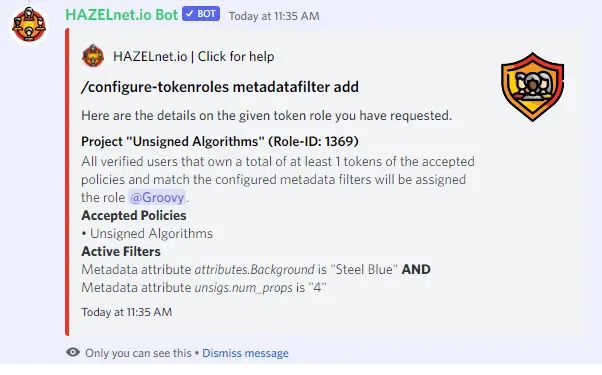 HAZELnet.io Bot ✓ BOT Today at 11:35 AM
HAZELnet.io | Click for help
/configure-tokenroles metadatafilter add
Here are the details on the given token role you have requested.
Project "Unsigned Algorithms" (Role-ID: 1369)
All verified users that own a total of at least 1 tokens of the accepted
policies and match the configured metadata filters will be assigned
the role @Groovy.
Accepted Policies
• Unsigned Algorithms
Active Filters
Metadata attribute attributes.Background is "Steel Blue" AND
Metadata attribute unsigs.num_props is "4"
Today at 11:35 AM
Only you can see this • Dismiss message